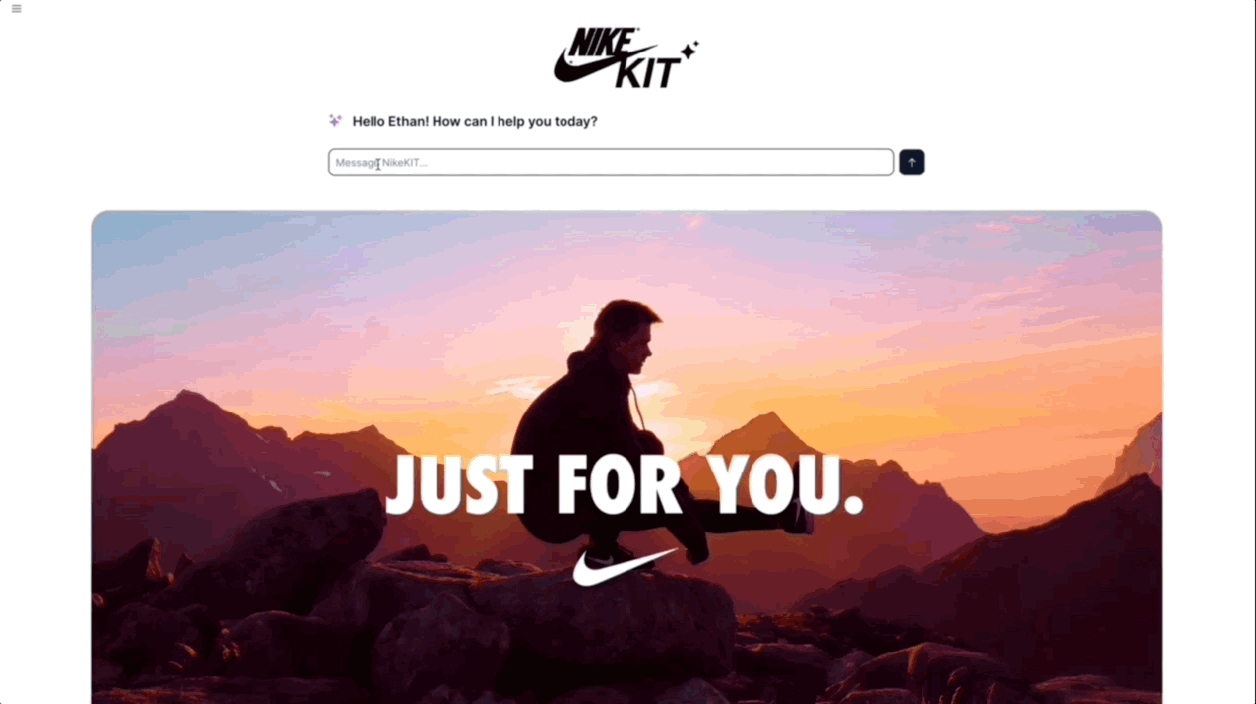 NIKE
KIT
Hello Ethan! How can I help you today?
Message NikeKIT...
JUST FOR YOU.